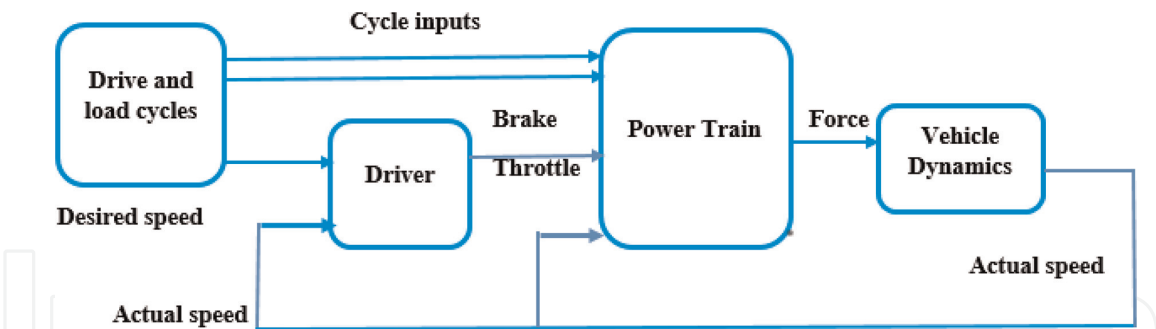 Cycle inputs
Drive and
load cycles
Brake
Throttle
Driver
Power Train
Force
Vehicle
Dynamics
Desired speed
Actual speed
Actual speed